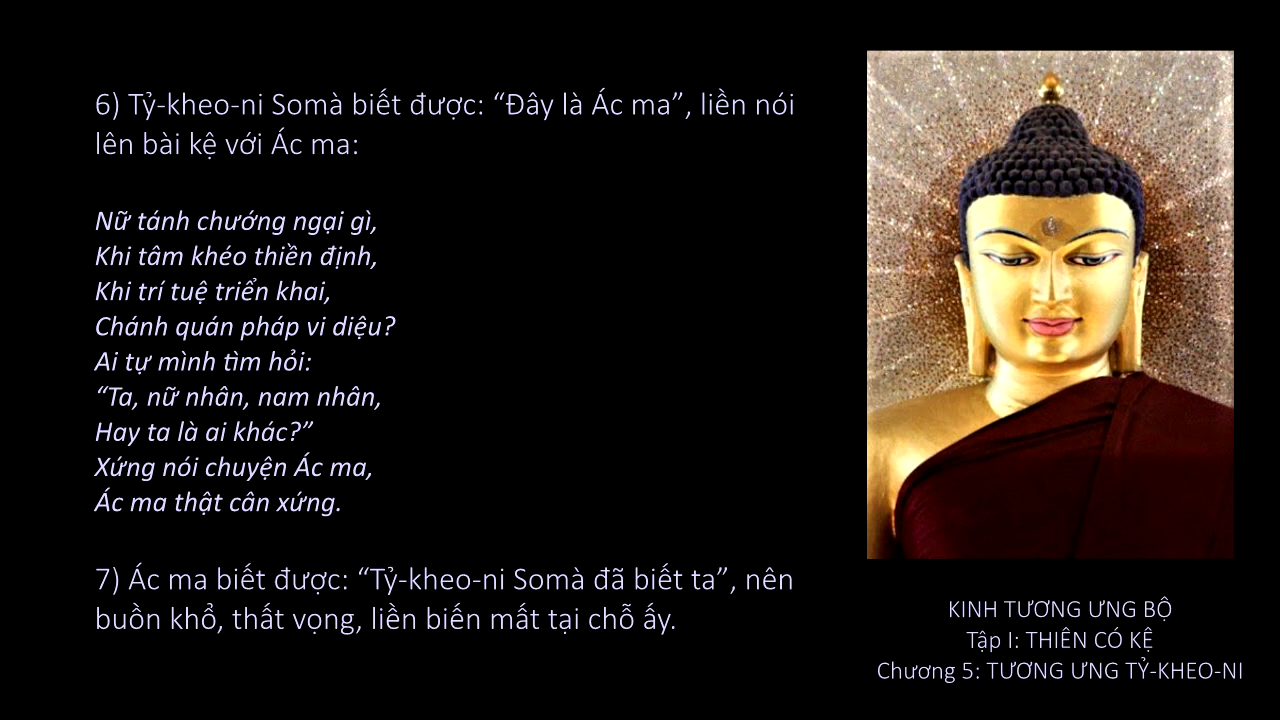 6) Tỷ-kheo-ni Somà biết được: “Đây là Ác ma”, liền nói
lên bài kệ với Ác ma:
Nữ tánh chướng ngại gì,
Khi tâm khéo thiền định,
Khi trí tuệ triển khai,
Chánh quán pháp vi diệu?
Ai tự mình tìm hỏi:
“Ta, nữ nhân, nam nhân,
Hay ta là ai khác?”
Xứng nói chuyện Ác ma,
Ác ma thật cân xứng.
7) Ác ma biết được: “Tỷ-kheo-ni Somà đã biết ta”, nên
buồn khổ, thất vọng, liền biến mất tại chỗ ấy.
KINH TƯƠNG ƯNG BỘ
Tập I: THIÊN CÓ KỆ
Chương 5: TƯƠNG ƯNG TỶ-KHEO-NI